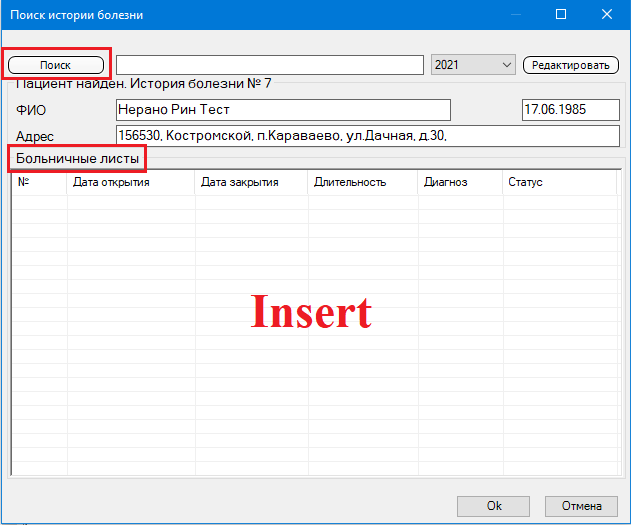 Поиск истории болезни
Поиск 2021 Редактировать
Пациент найден. История болезни № 7
ФИО Нерано Рин Тест 17.06.1985
Адрес 156530, Костромской, п.Караваево, ул.Дачная, д.30,
Больничные листы
№ Дата открытия Дата закрытия Длительность Диагноз Статус
Insert
Ok Отмена